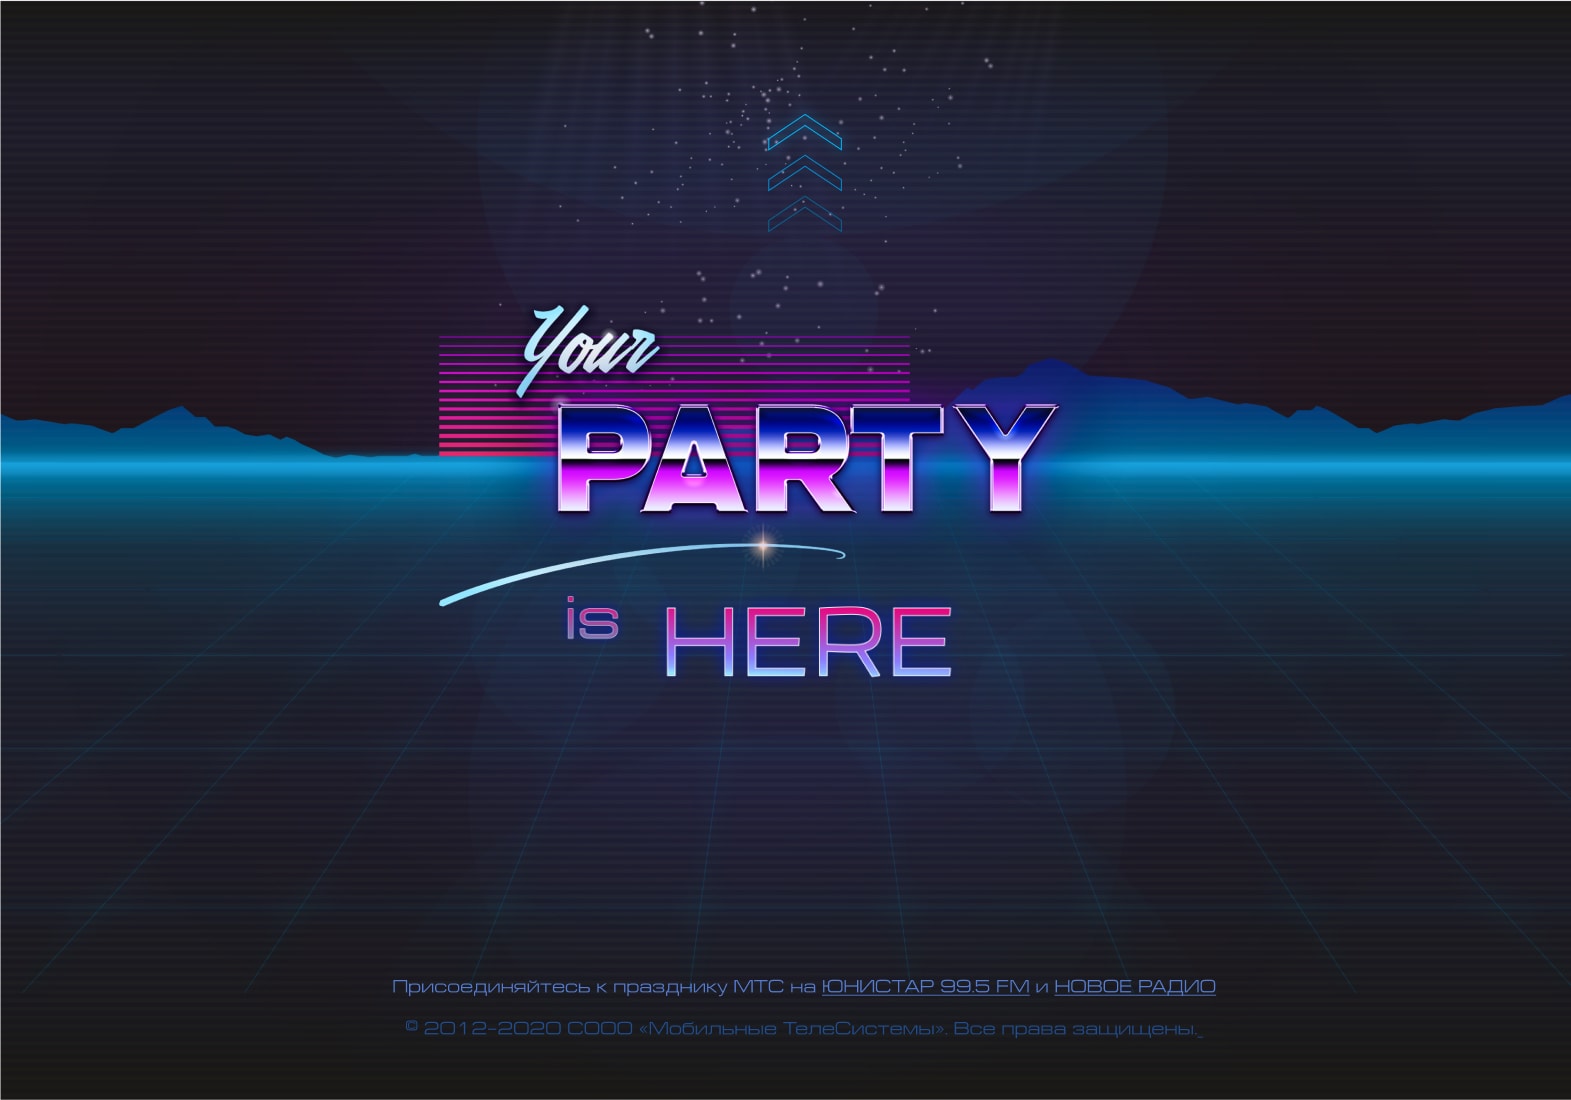 Your
PARTY
is HERE
Присоединяйтесь к празднику МТС на ЮНИСТАР 99.5 FM и НОВОЕ РАДИО
© 2012-2020 СООО «Мобильные ТелеСистемы». Все права защищены._